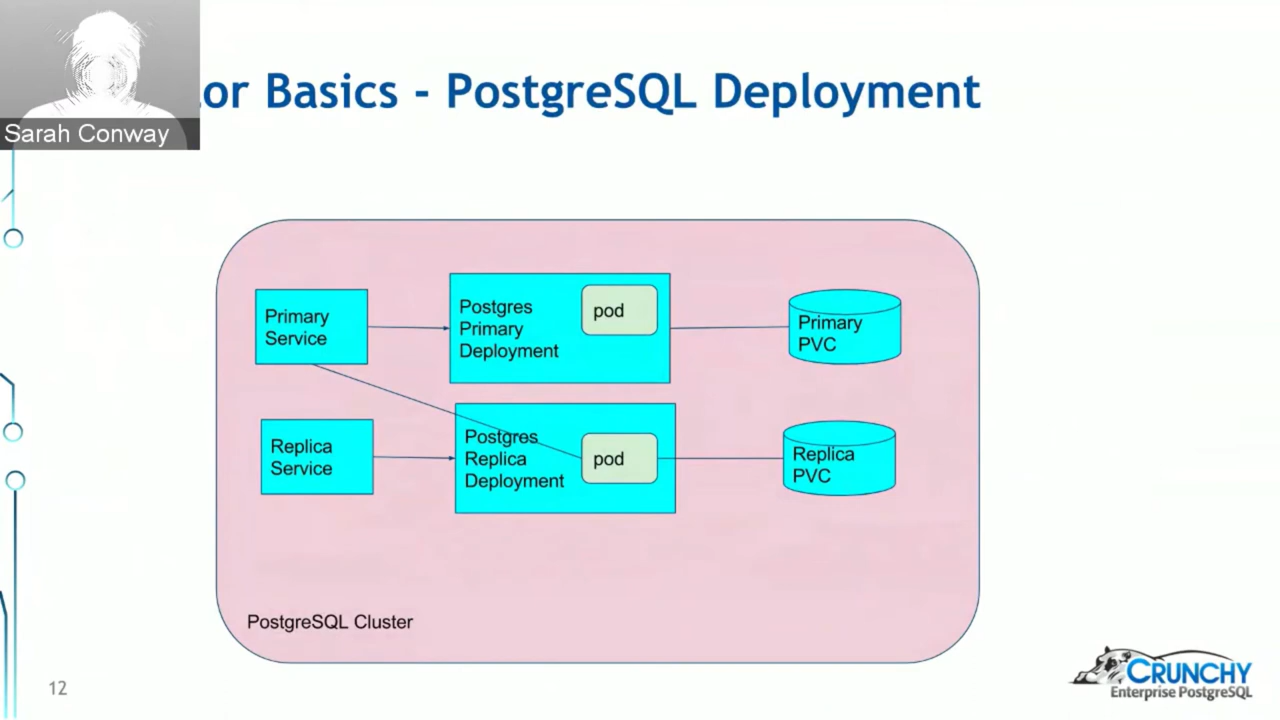 Sarah Conway
Basics - PostgreSQL Deployment
Primary
Service
Postgres
Primary
Deployment
pod
Primary
PVC
Replica
Service
Postgres
Replica
Deployment
pod
Replica
PVC
PostgreSQL Cluster
12
CRUNCHY
Enterprise PostgreSQL